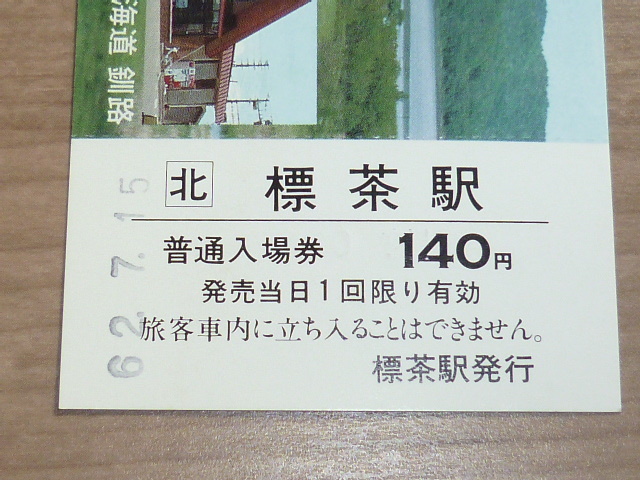 海道 釧路
北 標茶駅
普通入場券 140円
発売当日1回限り有効
旅客車内に立ち入ることはできません。
標茶駅発行
62.7.15